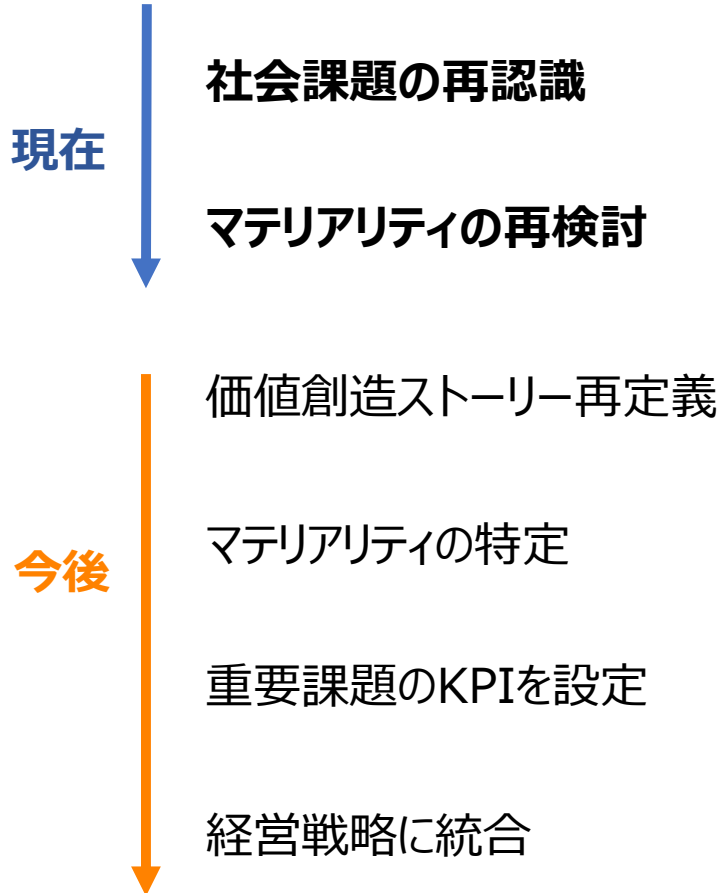 社会課題の再認識
現在
マテリアリティの再検討
価値創造ストーリー再定義
マテリアリティの特定
今後
重要課題のKPIを設定
経営戦略に統合